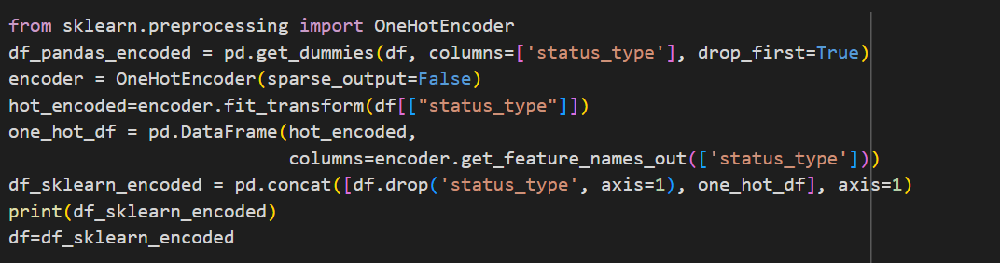 from sklearn.preprocessing import OneHotEncoder
df_pandas_encoded = pd.get_dummies(df, columns=['status_type'], drop_first=True)
encoder = OneHotEncoder(sparse_output=False)
hot_encoded=encoder.fit_transform(df[["status_type"]])
one_hot_df = pd.DataFrame(hot_encoded,
                          columns=encoder.get_feature_names_out(['status_type']))
df_sklearn_encoded = pd.concat([df.drop('status_type', axis=1), one_hot_df], axis=1)
print(df_sklearn_encoded)
df=df_sklearn_encoded